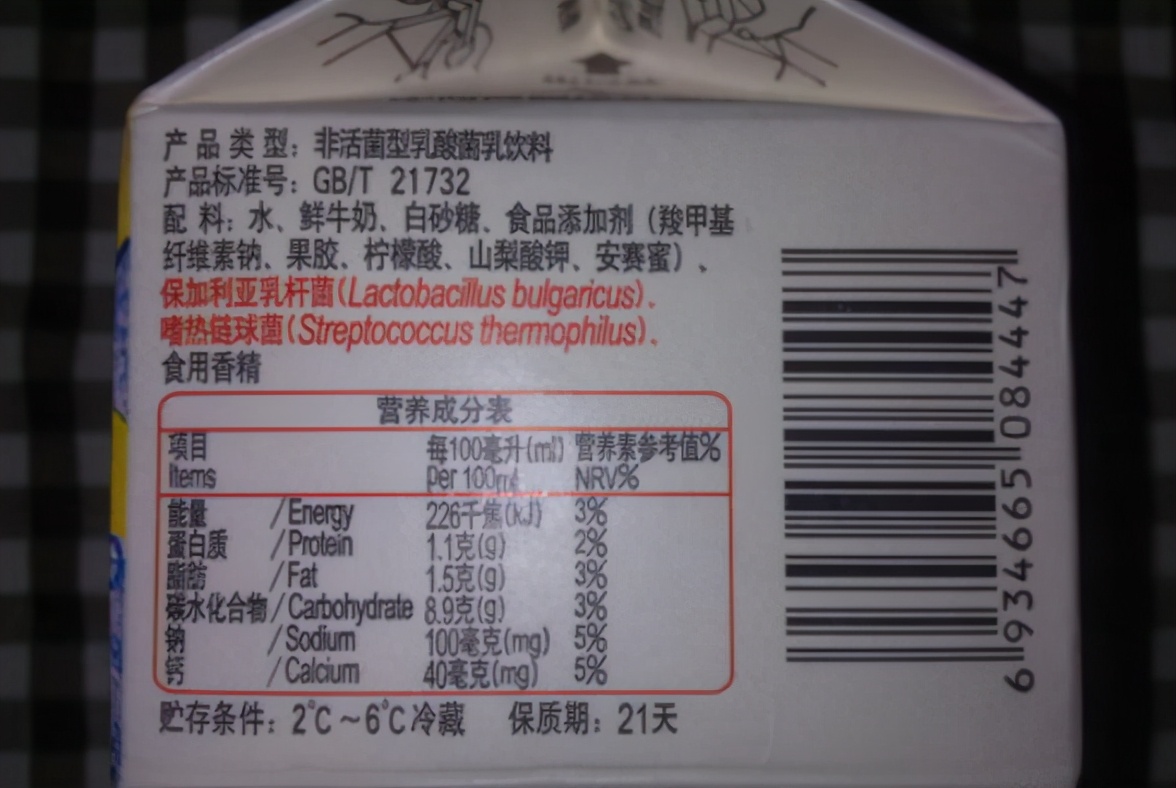 产品类型：非活菌型乳酸菌乳饮料
产品标准号：GB/T 21732
配料：水、鲜牛奶、白砂糖、食品添加剂（羧甲基
纤维素钠、果胶、柠檬酸、山梨酸钾、安赛蜜）、
保加利亚乳杆菌(Lactobacillus bulgaricus)、
嗜热链球菌(Streptococcus thermophilus)、
食用香精
营养成分表
项目 每100毫升(ml) 营养素参考值%
Items Per 100ml NRV%
能量 /Energy 226千焦(kJ) 3%
蛋白质 /Protein 1.1克(g) 2%
脂肪 /Fat 1.5克(g) 3%
碳水化合物/Carbohydrate 8.9克(g) 3%
钠 /Sodium 100毫克(mg) 5%
钙 /Calcium 40毫克(mg) 5%
贮存条件：2℃～6℃冷藏 保质期：21天
6934665084447